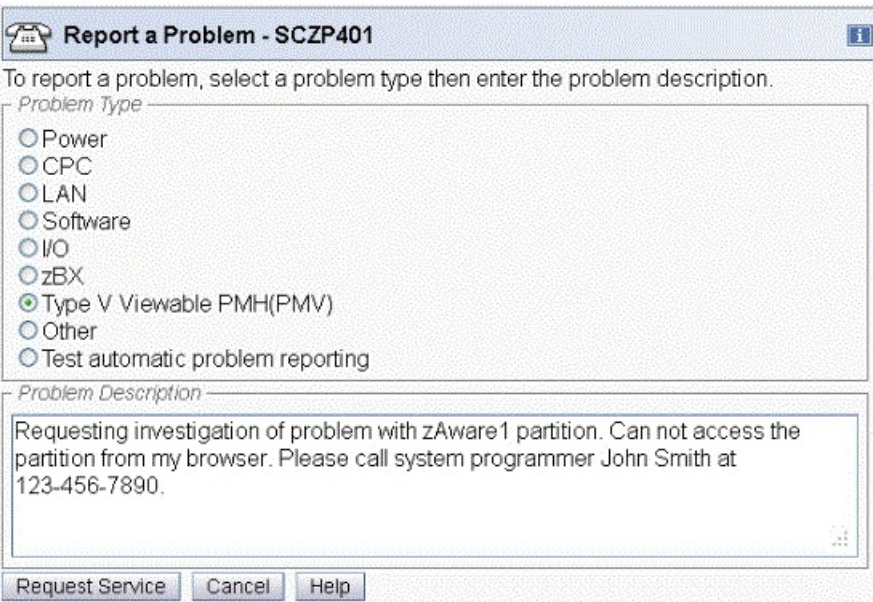 Report a Problem - SCZP401
To report a problem, select a problem type then enter the problem description.
Problem Type
Power
CPC
LAN
Software
I/O
zBX
Type V Viewable PMH(PMV)
Other
Test automatic problem reporting
Problem Description
Requesting investigation of problem with zAware1 partition. Can not access the
partition from my browser. Please call system programmer John Smith at
123-456-7890.
Request Service Cancel Help